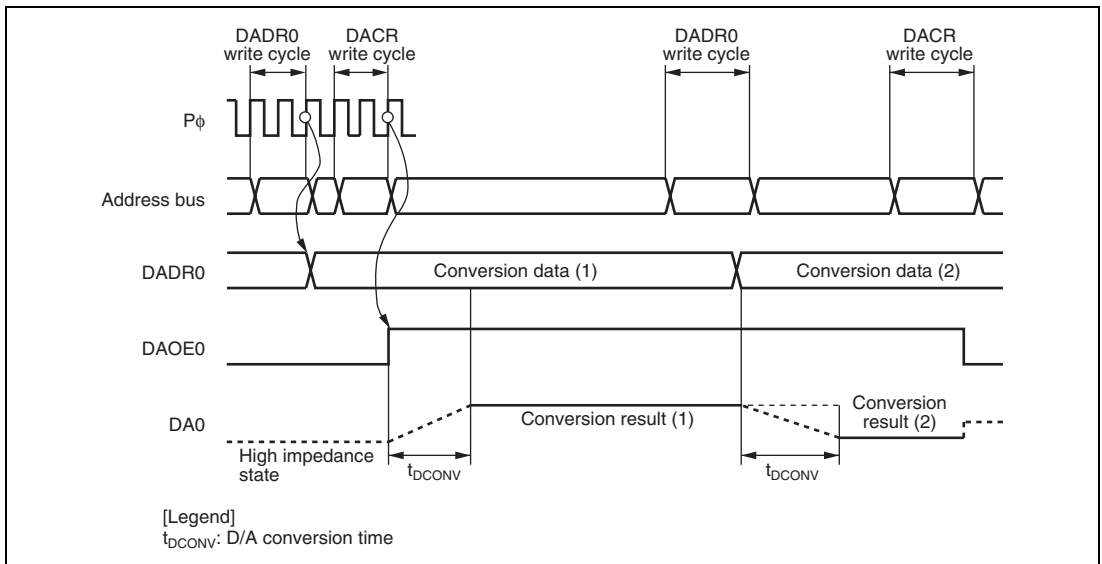 DADR0
write cycle
DACR
write cycle
DADR0
write cycle
DACR
write cycle
Pϕ
Address bus
DADR0
Conversion data (1)
Conversion data (2)
DAOE0
DA0
Conversion result (1)
Conversion
result (2)
High impedance
state
tDCONV
tDCONV
[Legend]
tDCONV: D/A conversion time